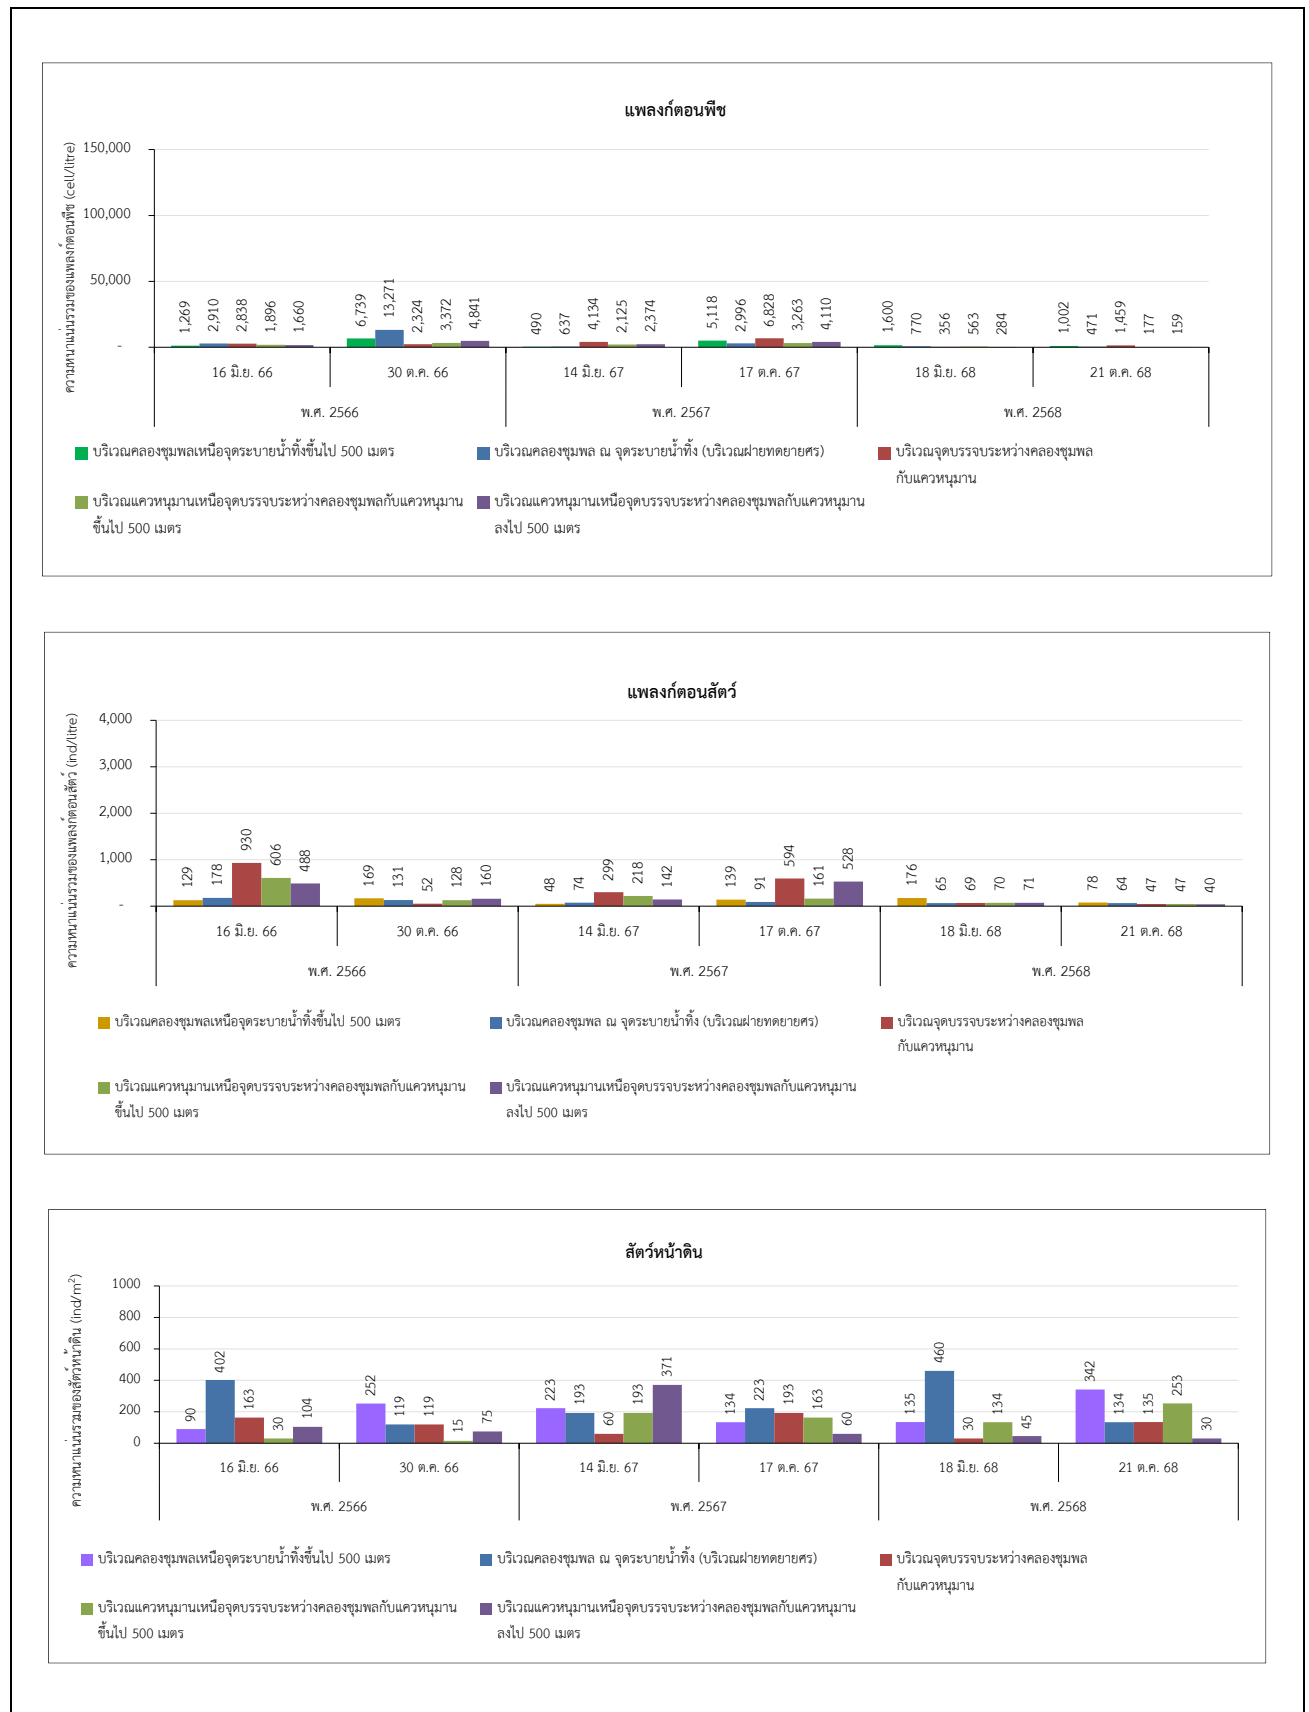 แพลงก์ตอนพืช
ความหนาแน่นรวมของแพลงก์ตอนพืช (cell/litre)
150,000
100,000
50,000
-
1,269 2,910 2,838 1,896 1,660 6,739 13,271 2,324 3,372 4,841 490 637 4,134 2,125 2,374 5,118 2,996 6,828 3,263 4,110 1,600 770 356 563 284 1,002 471 1,459 177 159
16 มิ.ย. 66 30 ต.ค. 66 14 มิ.ย. 67 17 ต.ค. 67 18 มิ.ย. 68 21 ต.ค. 68
พ.ศ. 2566 พ.ศ. 2567 พ.ศ. 2568
บริเวณคลองชุมพลเหนือจุดระบายน้ำทิ้งขึ้นไป 500 เมตร
บริเวณคลองชุมพล ณ จุดระบายน้ำทิ้ง (บริเวณฝายทดยายศร)
บริเวณจุดบรรจบระหว่างคลองชุมพล
กับแควหนุมาน
บริเวณแควหนุมานเหนือจุดบรรจบระหว่างคลองชุมพลกับแควหนุมาน
ขึ้นไป 500 เมตร
บริเวณแควหนุมานเหนือจุดบรรจบระหว่างคลองชุมพลกับแควหนุมาน
ลงไป 500 เมตร
แพลงก์ตอนสัตว์
ความหนาแน่นรวมของแพลงก์ตอนสัตว์ (ind/litre)
4,000
3,000
2,000
1,000
-
129 178 930 606 488 169 131 52 128 160 48 74 299 218 142 139 91 594 161 528 176 65 69 70 71 78 64 47 47 40
16 มิ.ย. 66 30 ต.ค. 66 14 มิ.ย. 67 17 ต.ค. 67 18 มิ.ย. 68 21 ต.ค. 68
พ.ศ. 2566 พ.ศ. 2567 พ.ศ. 2568
บริเวณคลองชุมพลเหนือจุดระบายน้ำทิ้งขึ้นไป 500 เมตร
บริเวณคลองชุมพล ณ จุดระบายน้ำทิ้ง (บริเวณฝายทดยายศร)
บริเวณจุดบรรจบระหว่างคลองชุมพล
กับแควหนุมาน
บริเวณแควหนุมานเหนือจุดบรรจบระหว่างคลองชุมพลกับแควหนุมาน
ขึ้นไป 500 เมตร
บริเวณแควหนุมานเหนือจุดบรรจบระหว่างคลองชุมพลกับแควหนุมาน
ลงไป 500 เมตร
สัตว์หน้าดิน
ความหนาแน่นรวมของสัตว์หน้าดิน (ind/m²)
1000
800
600
400
200
0
90 402 163 30 104 252 119 119 15 75 223 193 60 193 371 134 223 193 163 60 135 460 30 134 45 342 134 135 253 30
16 มิ.ย. 66 30 ต.ค. 66 14 มิ.ย. 67 17 ต.ค. 67 18 มิ.ย. 68 21 ต.ค. 68
พ.ศ. 2566 พ.ศ. 2567 พ.ศ. 2568
บริเวณคลองชุมพลเหนือจุดระบายน้ำทิ้งขึ้นไป 500 เมตร
บริเวณคลองชุมพล ณ จุดระบายน้ำทิ้ง (บริเวณฝายทดยายศร)
บริเวณจุดบรรจบระหว่างคลองชุมพล
กับแควหนุมาน
บริเวณแควหนุมานเหนือจุดบรรจบระหว่างคลองชุมพลกับแควหนุมาน
ขึ้นไป 500 เมตร
บริเวณแควหนุมานเหนือจุดบรรจบระหว่างคลองชุมพลกับแควหนุมาน
ลงไป 500 เมตร